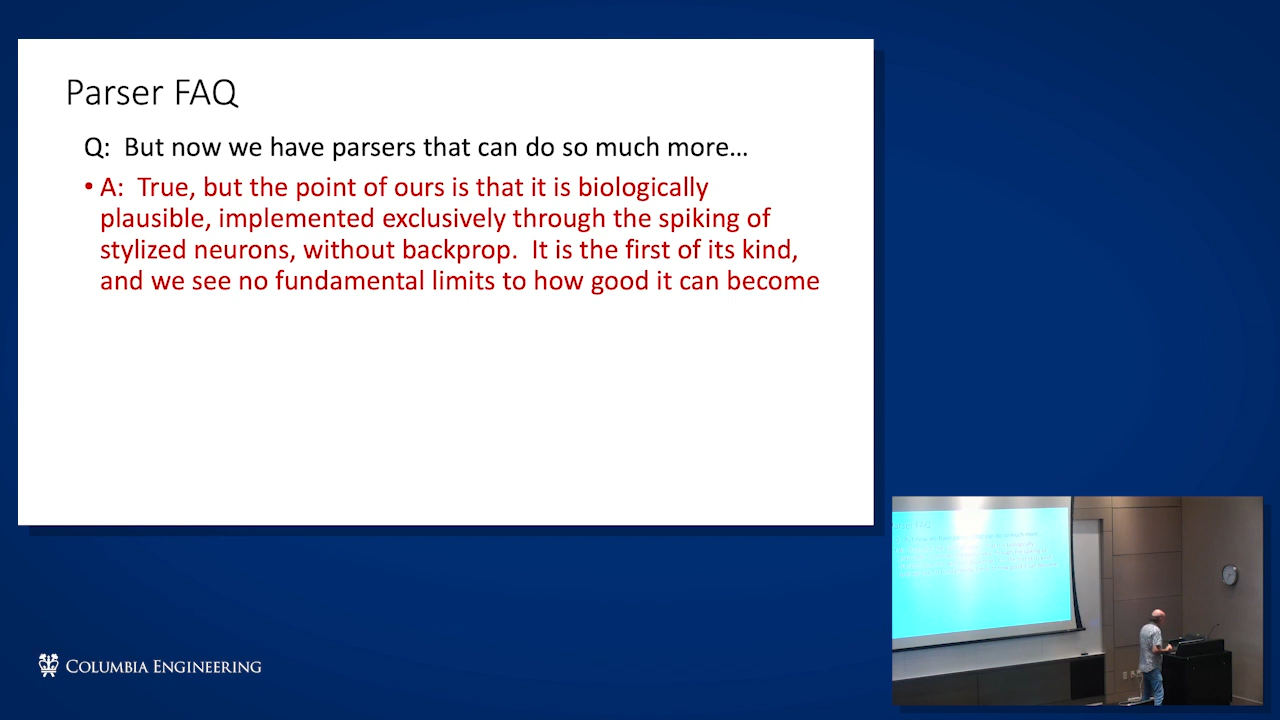 Parser FAQ
Q: But now we have parsers that can do so much more...
• A: True, but the point of ours is that it is biologically
plausible, implemented exclusively through the spiking of
stylized neurons, without backprop. It is the first of its kind,
and we see no fundamental limits to how good it can become
COLUMBIA ENGINEERING